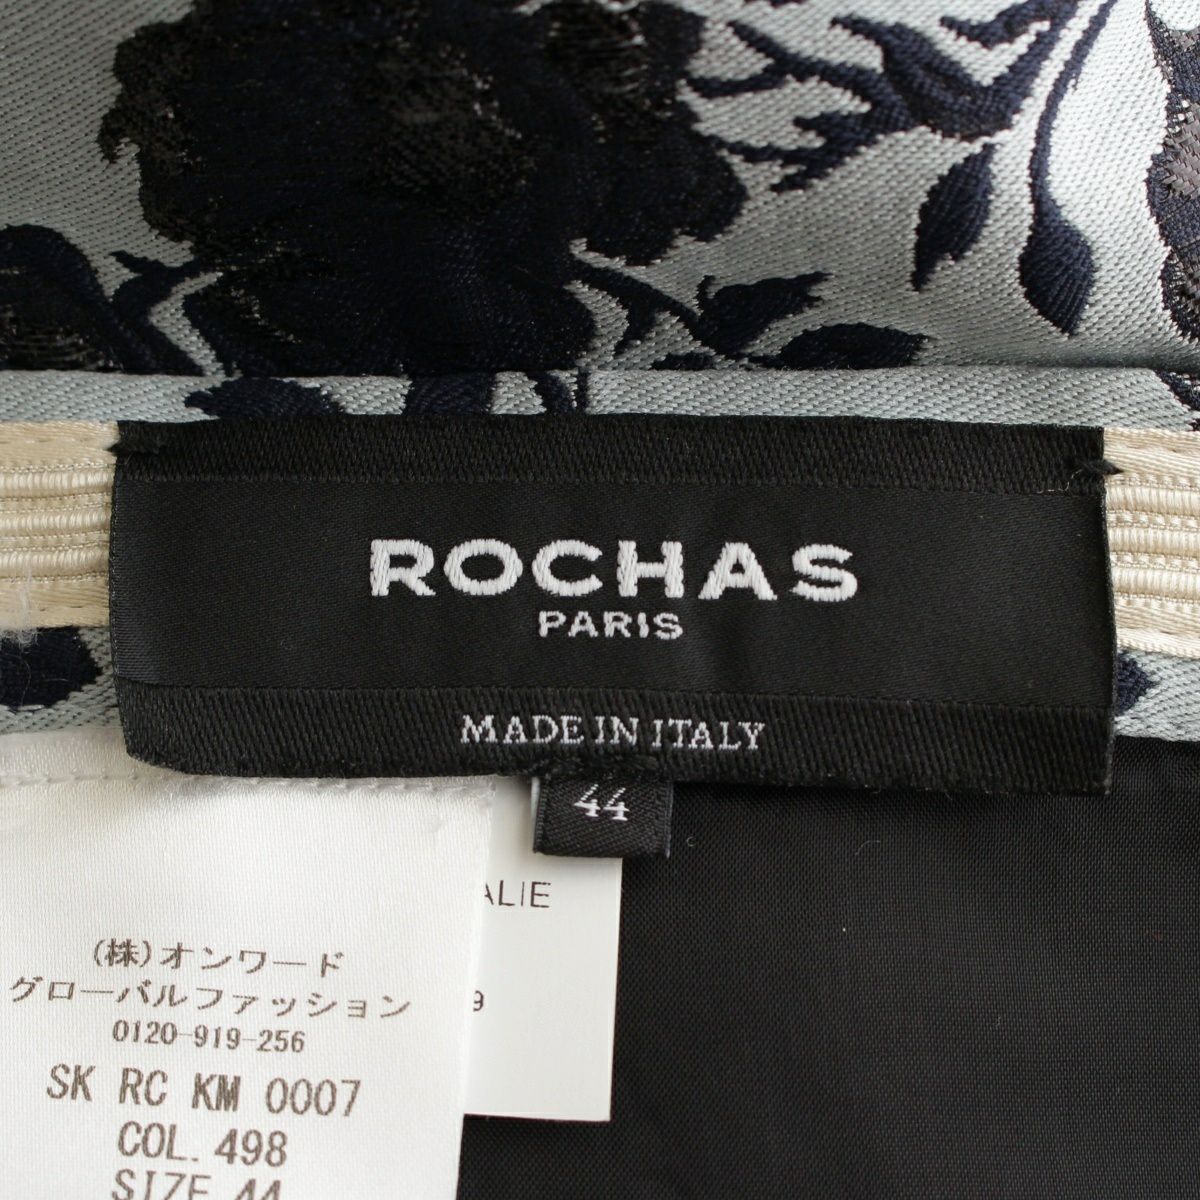 ROCHAS
PARIS
MADE IN ITALY
44
ALIE
9
(株)オンワード
グローバルファッション
0120-919-256
SK RC KM 0007
COL. 498
SIZE 44